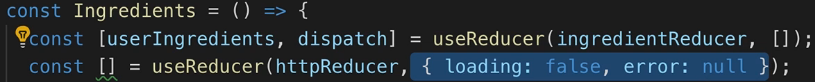 const Ingredients = () => {
const [userIngredients, dispatch] = useReducer(ingredientReducer, []);
const [] = useReducer(httpReducer, { loading: false, error: null });